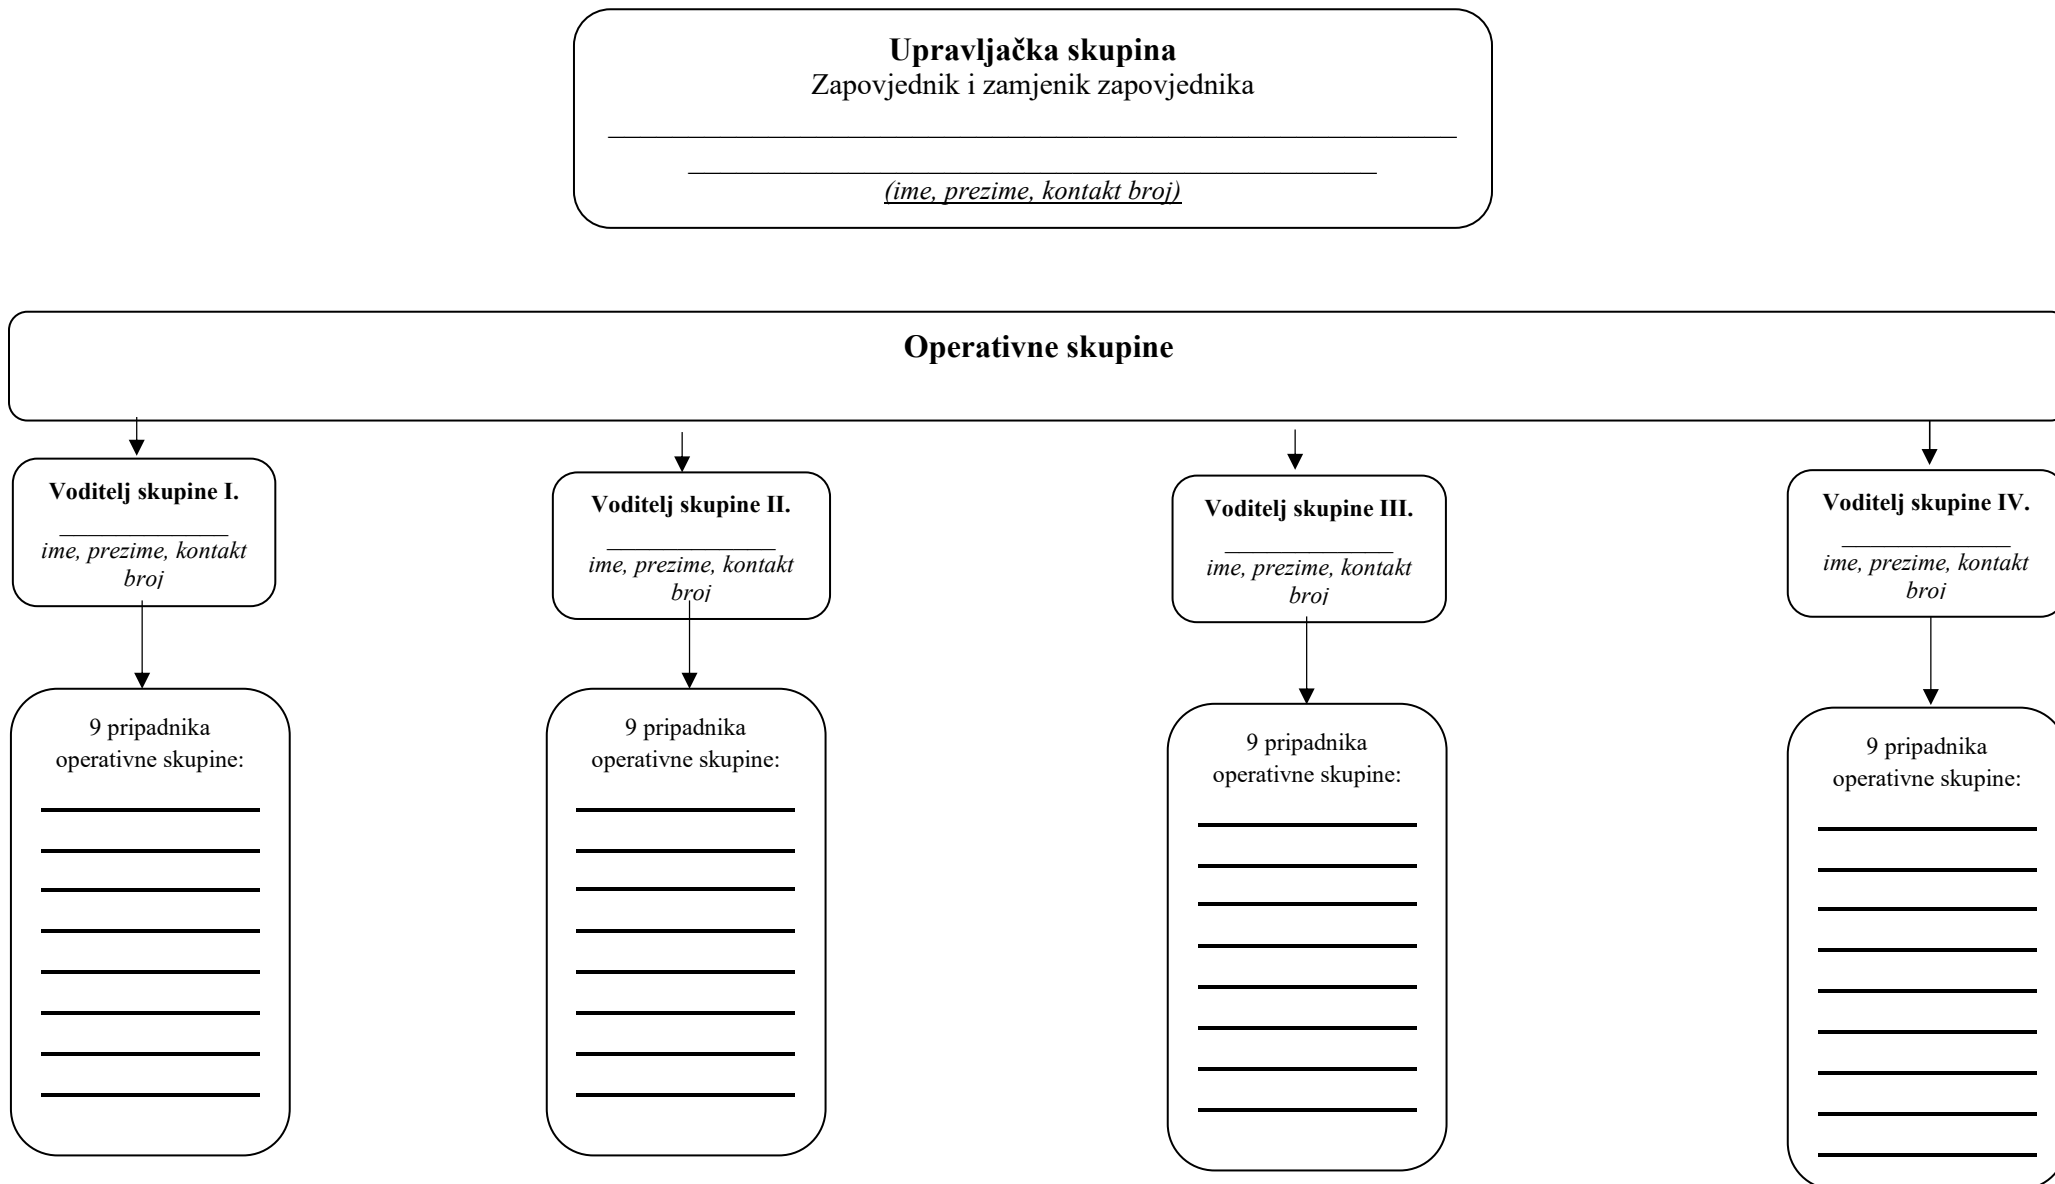 Upravljačka skupina
Zapovjednik i zamjenik zapovjednika
(ime, prezime, kontakt broj)
Operativne skupine
Voditelj skupine I.
ime, prezime, kontakt
broj
Voditelj skupine II.
ime, prezime, kontakt
broj
Voditelj skupine III.
ime, prezime, kontakt
broj
Voditelj skupine IV.
ime, prezime, kontakt
broj
9 pripadnika
operativne skupine:
9 pripadnika
operativne skupine:
9 pripadnika
operativne skupine:
9 pripadnika
operativne skupine: